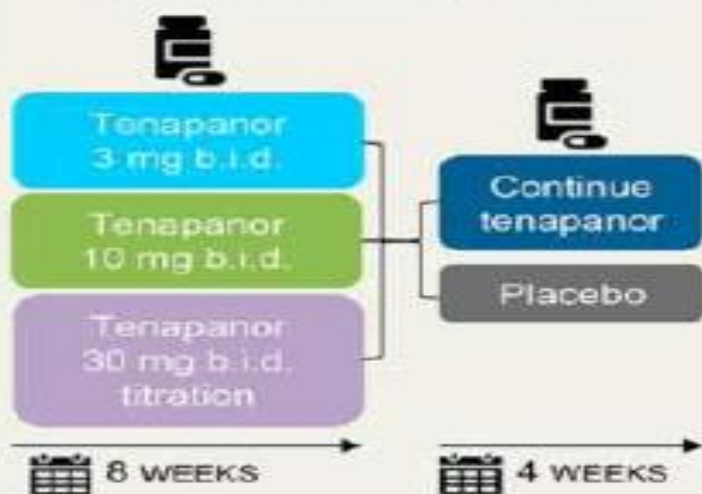 Tenapanor
3 mg b.i.d.
Tenapanor
10 mg b.i.d.
Tenapanor
30 mg b.i.d.
titration
8 WEEKS
Continue
tenapanor
Placebo
4 WEEKS